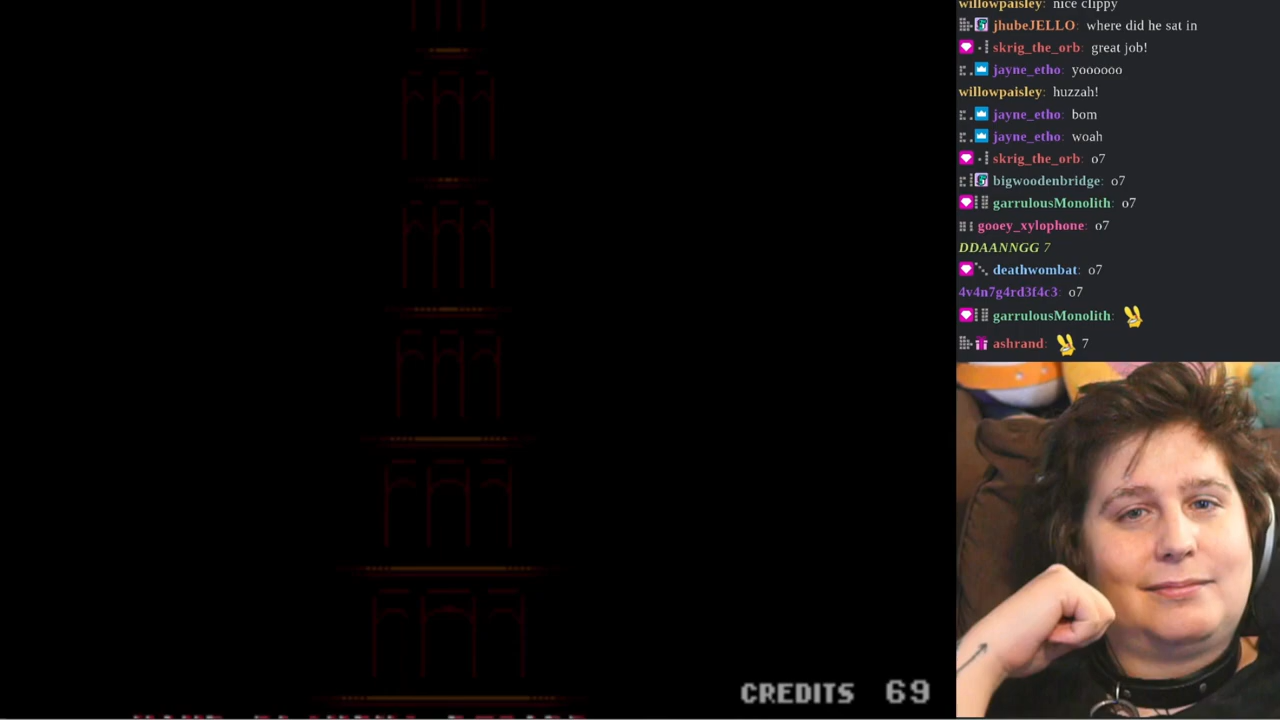 willowpaisley: nice clippy
jhubeJELLO: where did he sat in
skrig_the_orb: great job!
jayne_etho: yoooooo
willowpaisley: huzzah!
jayne_etho: bom
jayne_etho: woah
skrig_the_orb: o7
bigwoodenbridge: o7
garrulousMonolith: o7
gooey_xylophone: o7
DDAANNGG 7
deathwombat: o7
4v4n7g4rd3f4c3: o7
garrulousMonolith:
ashrand: 7
CREDITS 69